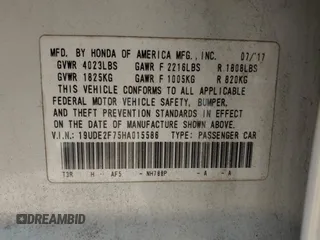 MFD. BY HONDA OF AMERICA MFG., INC. 07/'17
GVWR 4023LBS GAWR F 2216LBS R 1808LBS
GVWR 1825KG GAWR F 1005KG R 820KG
THIS VEHICLE CONFORMS TO ALL APPLICABLE
FEDERAL MOTOR VEHICLE SAFETY, BUMPER,
AND THEFT PREVENTION STANDARDS IN EFFECT
ON THE DATE OF MANUFACTURE SHOWN ABOVE.
V.I.N.: 19UDE2F75HA015586 TYPE: PASSENGER CAR
T3R H AF5 NH788P A A
© AUTOBIDMASTER